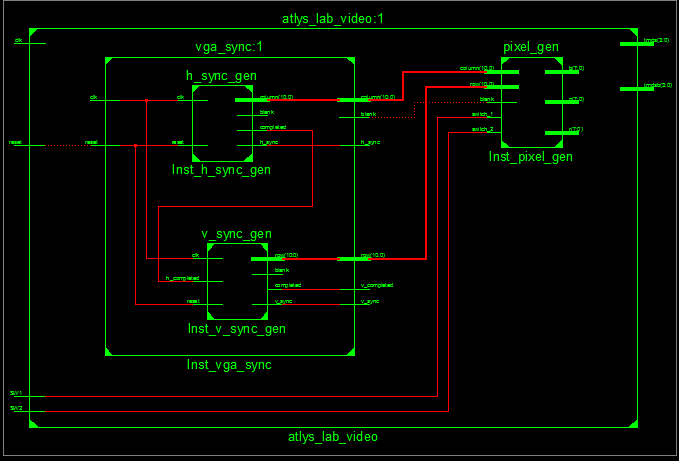 atlys_lab_video:1
clk
reset
SW1
SW2
tmds(3:0)
tmdsb(3:0)
vga_sync:1
clk
reset
h_sync_gen
clk
reset
column(10:0)
blank
completed
h_sync
Inst_h_sync_gen
v_sync_gen
clk
h_completed
reset
row(10:0)
blank
completed
v_sync
Inst_v_sync_gen
column(10:0)
blank
h_sync
row(10:0)
v_completed
v_sync
Inst_vga_sync
pixel_gen
column(10:0)
row(10:0)
blank
switch_1
switch_2
b(7:0)
g(7:0)
r(7:0)
Inst_pixel_gen
atlys_lab_video